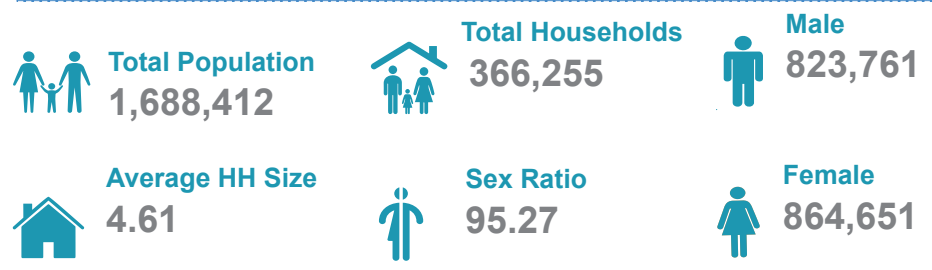 Total Population
1,688,412
Total Households
366,255
Male
823,761
Average HH Size
4.61
Sex Ratio
95.27
Female
864,651